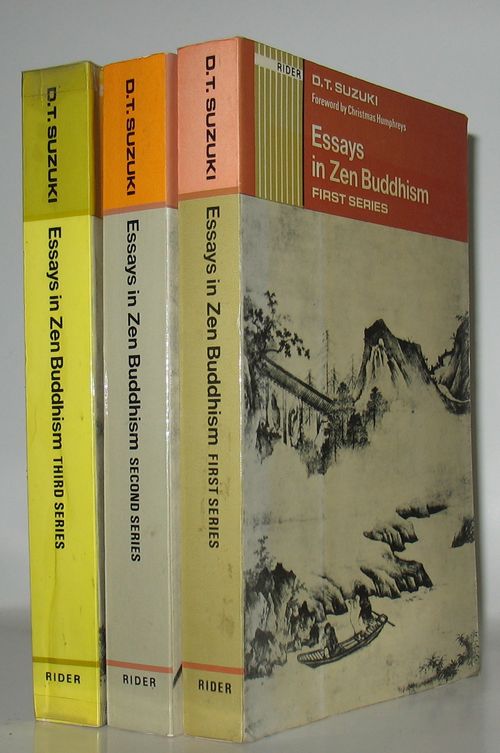 D.T. SUZUKI
Essays in Zen Buddhism THIRD SERIES
RIDER
D.T. SUZUKI
Essays in Zen Buddhism SECOND SERIES
RIDER
D.T. SUZUKI
Essays in Zen Buddhism FIRST SERIES
RIDER
RIDER
D.T. SUZUKI
Foreword by Christmas Humphreys
Essays
in Zen Buddhism
FIRST SERIES